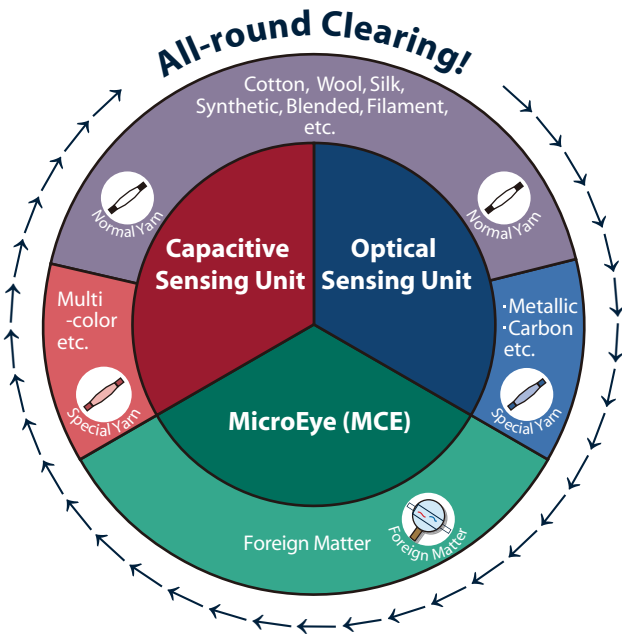 All-round Clearing!
Cotton, Wool, Silk,
Synthetic, Blended, Filament,
etc.
Normal Yarn
Normal Yarn
Capacitive
Sensing Unit
Optical
Sensing Unit
Multi
-color
etc.
Special Yarn
·Metallic
·Carbon
etc.
Special Yarn
MicroEye (MCE)
Foreign Matter
Foreign Matter